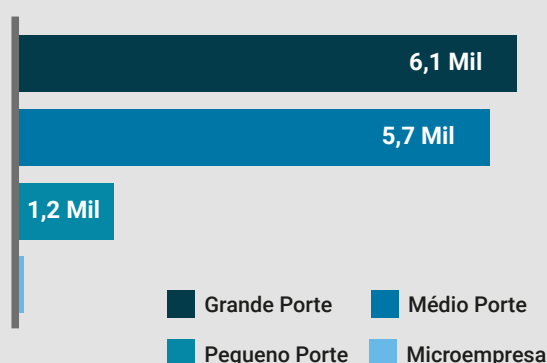 6,1 Mil
5,7 Mil
1,2 Mil
Grande Porte
Médio Porte
Pequeno Porte
Microempresa